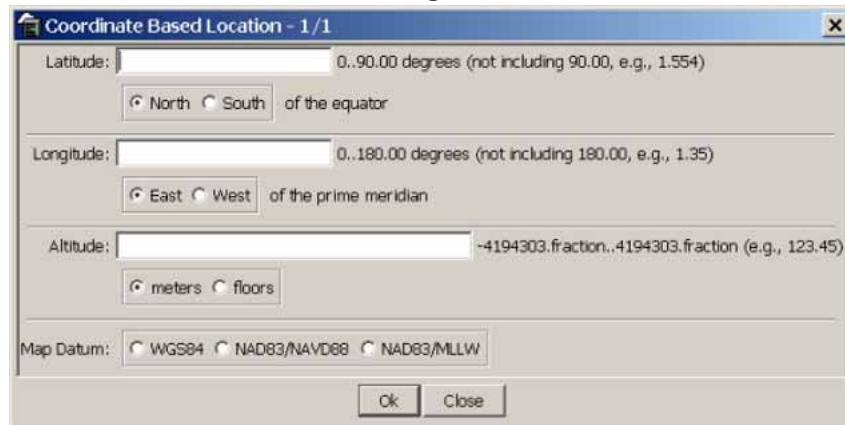 Coordinate Based Location - 1/1
Latitude: 0..90.00 degrees (not including 90.00, e.g., 1.554)
North South of the equator
Longitude: 0..180.00 degrees (not including 180.00, e.g., 1.35)
East West of the prime meridian
Altitude: -4194303.fraction..4194303.fraction (e.g., 123.45)
meters floors
Map Datum: WGS84 NAD83/NAVD88 NAD83/MLLW
Ok Close